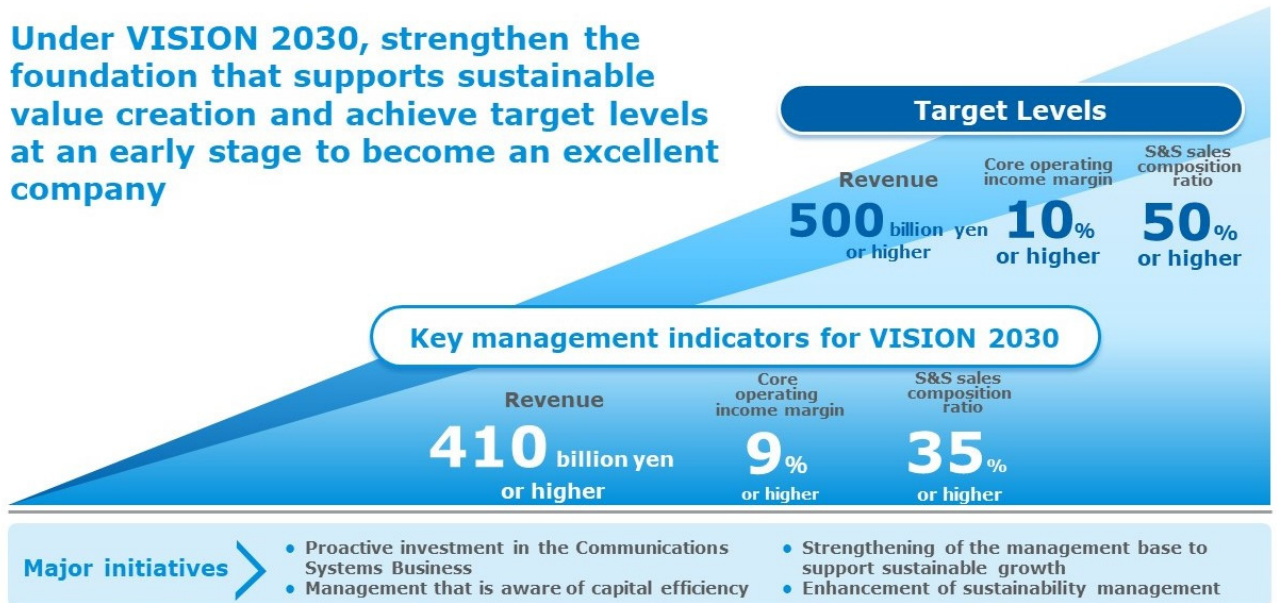 Under VISION 2030, strengthen the
foundation that supports sustainable
value creation and achieve target levels
at an early stage to become an excellent
company
Target Levels
Revenue
500 billion yen
or higher
Core operating
income margin
10%
or higher
S&S sales
composition
ratio
50%
or higher
Key management indicators for VISION 2030
Revenue
410 billion yen
or higher
Core
operating
income margin
9%
or higher
S&S sales
composition
ratio
35%
or higher
Major initiatives
● Proactive investment in the Communications
Systems Business
● Management that is aware of capital efficiency
● Strengthening of the management base to
support sustainable growth
● Enhancement of sustainability management